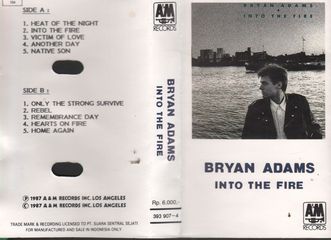 SIDE A :
1. HEAT OF THE NIGHT
2. INTO THE FIRE
3. VICTIM OF LOVE
4. ANOTHER DAY
5. NATIVE SON
SIDE B :
1. ONLY THE STRONG SURVIVE
2. REBEL
3. REMEMBRANCE DAY
4. HEARTS ON FIRE
5. HOME AGAIN
Ⓟ 1987 A & M RECORDS INC. LOS ANGELES
© 1987 A & M RECORDS INC. LOS ANGELES
TRADE MARK & RECORDING LICENSED TO PT. SUARA SENTRAL SEJATI
FOR MANUFACTURED AND SALE IN INDONESIA ONLY
A&M
RECORDS
BRYAN ADAMS
INTO THE FIRE
Rp. 6.000,-
393 907-4
BRYAN ADAMS
INTO THE FIRE
A&M
RECORDS
BRYAN ADAMS
INTO THE FIRE